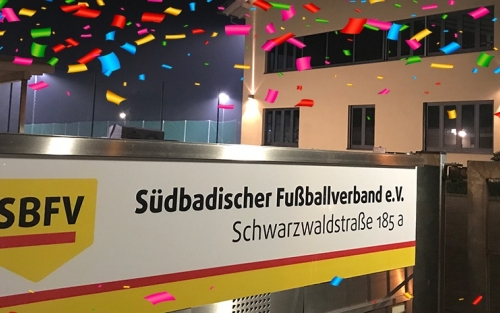 SBFV
Südbadischer Fußballverband e.V.
Schwarzwaldstraße 185 a